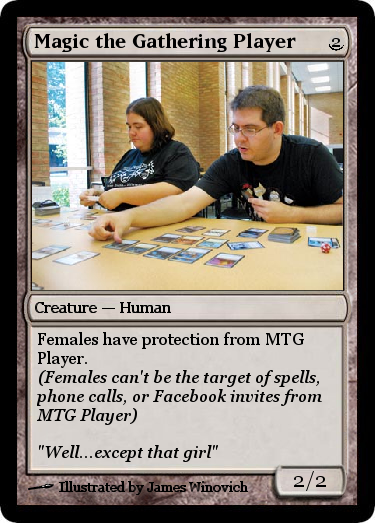 Magic the Gathering Player 2
Creature — Human
Females have protection from MTG
Player.
(Females can't be the target of spells,
phone calls, or Facebook invites from
MTG Player)
"Well...except that girl"
2/2
Illustrated by James Winovich